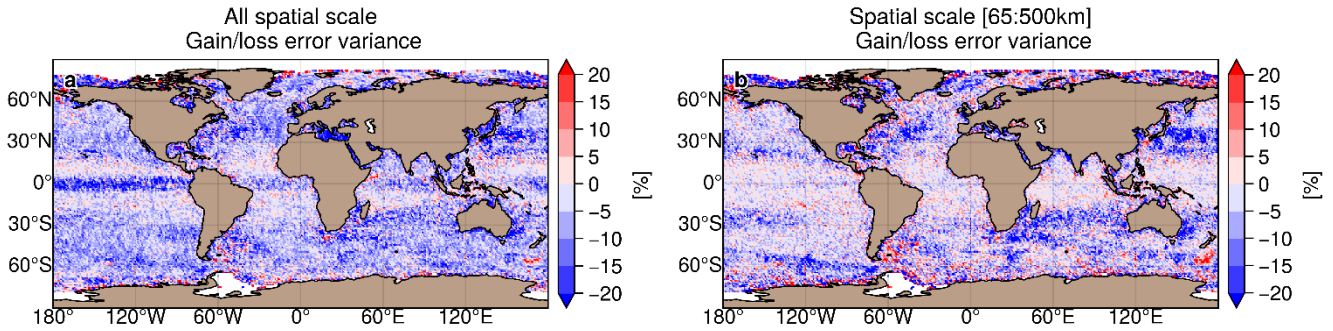 All spatial scale
Gain/loss error variance
a
60°N
30°N
0°
30°S
60°S
180°
120°W
60°W
0°
60°E
120°E
20
15
10
5
0
−5
−10
−15
−20
[%]
Spatial scale [65:500km]
Gain/loss error variance
b
60°N
30°N
0°
30°S
60°S
180°
120°W
60°W
0°
60°E
120°E
20
15
10
5
0
−5
−10
−15
−20
[%]